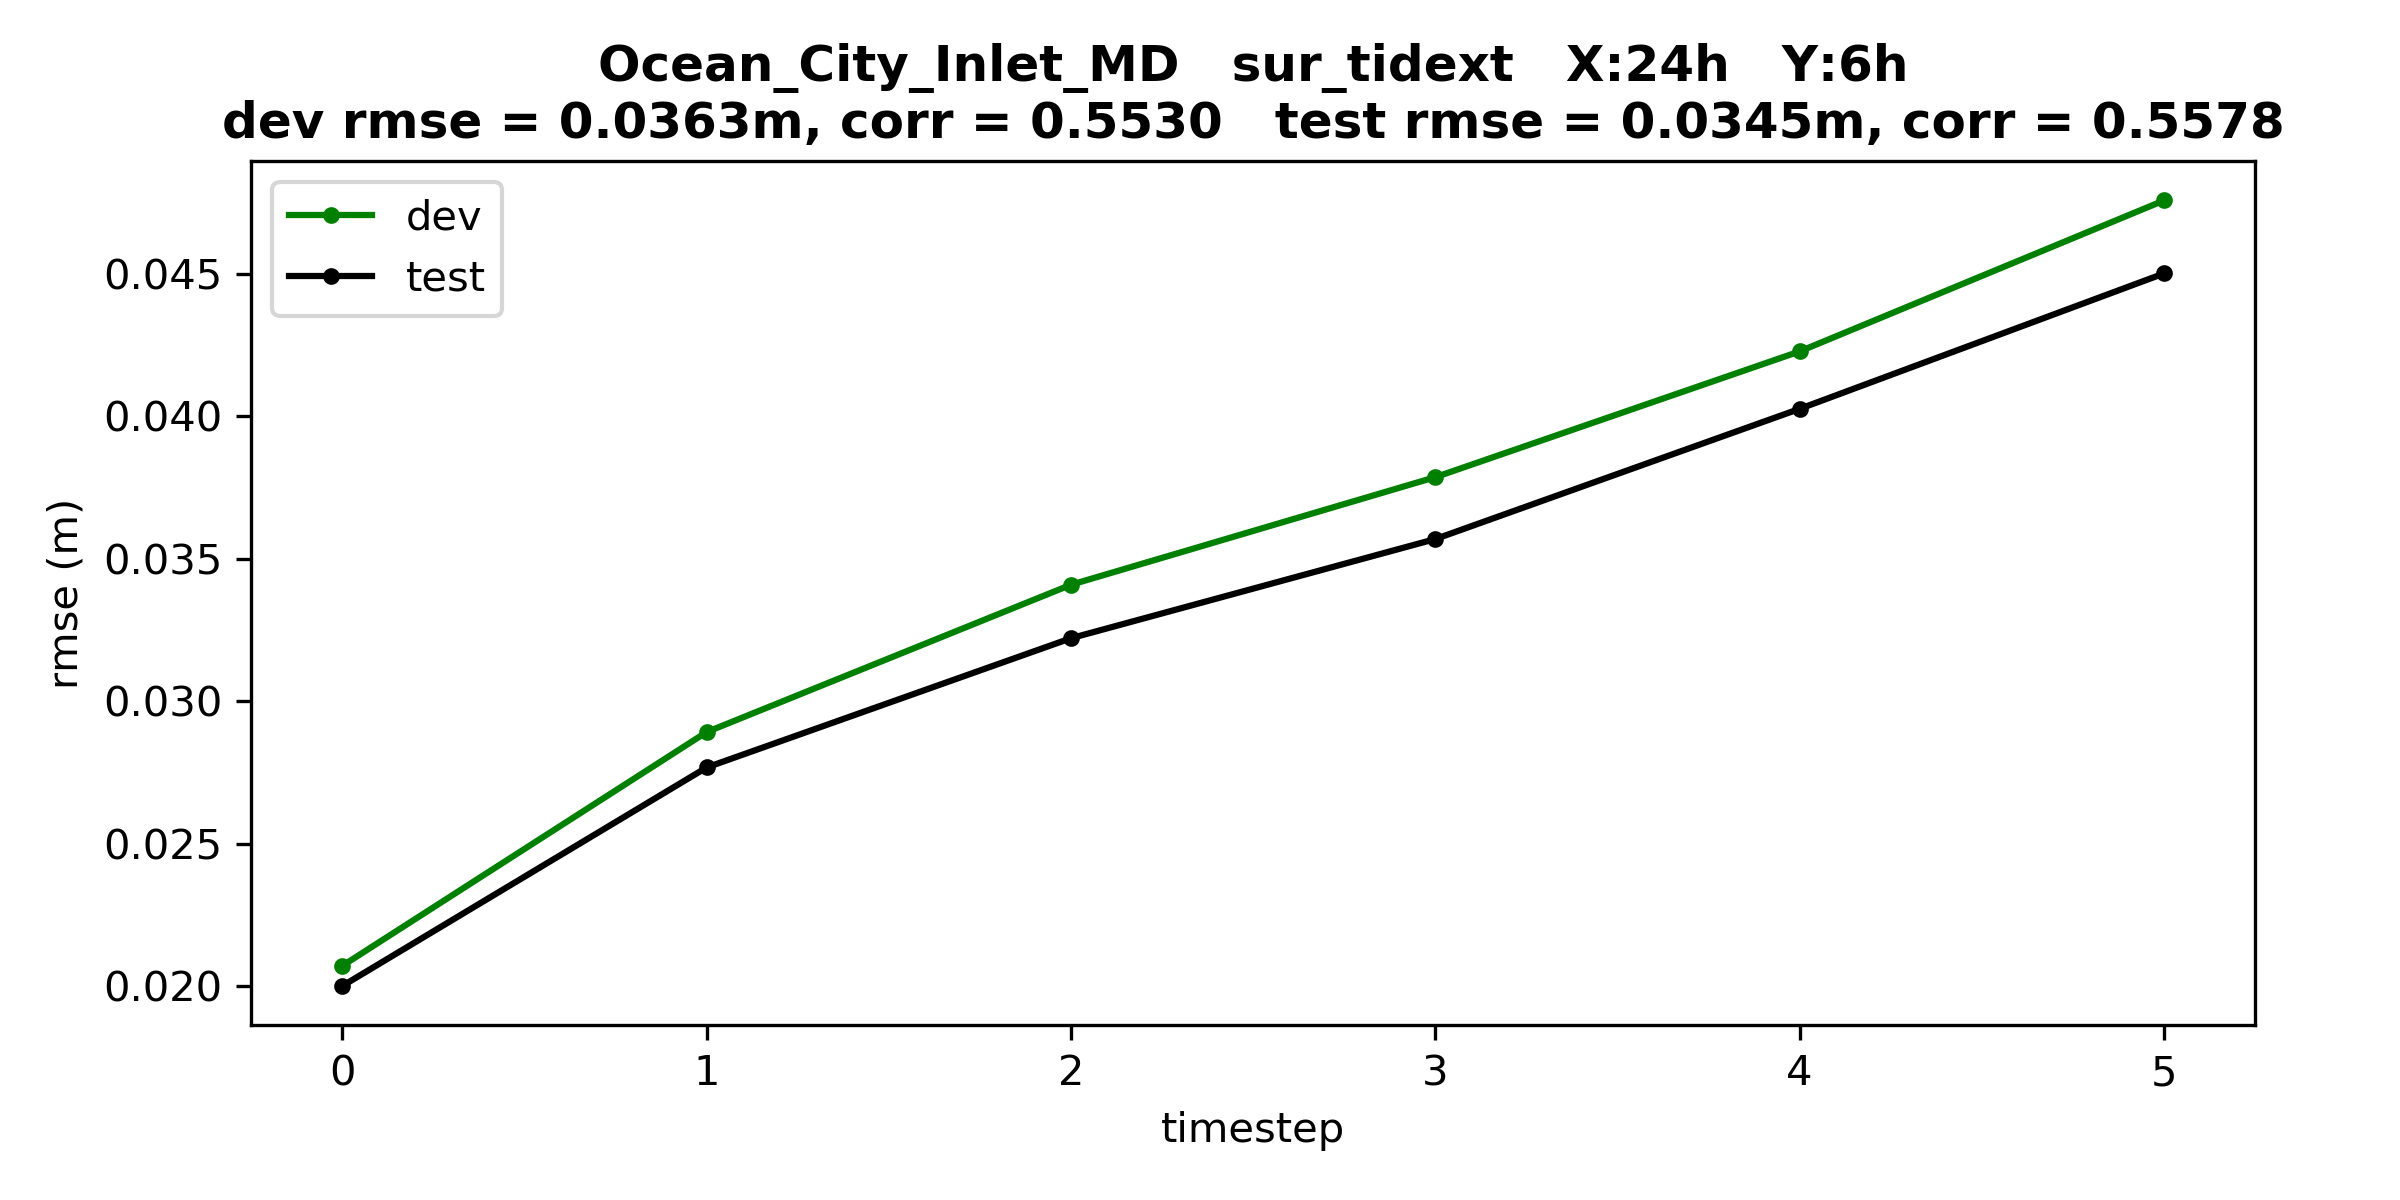 Ocean_City_Inlet_MD   sur_tidext   X:24h   Y:6h
dev rmse = 0.0363m, corr = 0.5530   test rmse = 0.0345m, corr = 0.5578
dev
test
0.045
0.040
0.035
0.030
0.025
0.020
rmse (m)
0 1 2 3 4 5
timestep